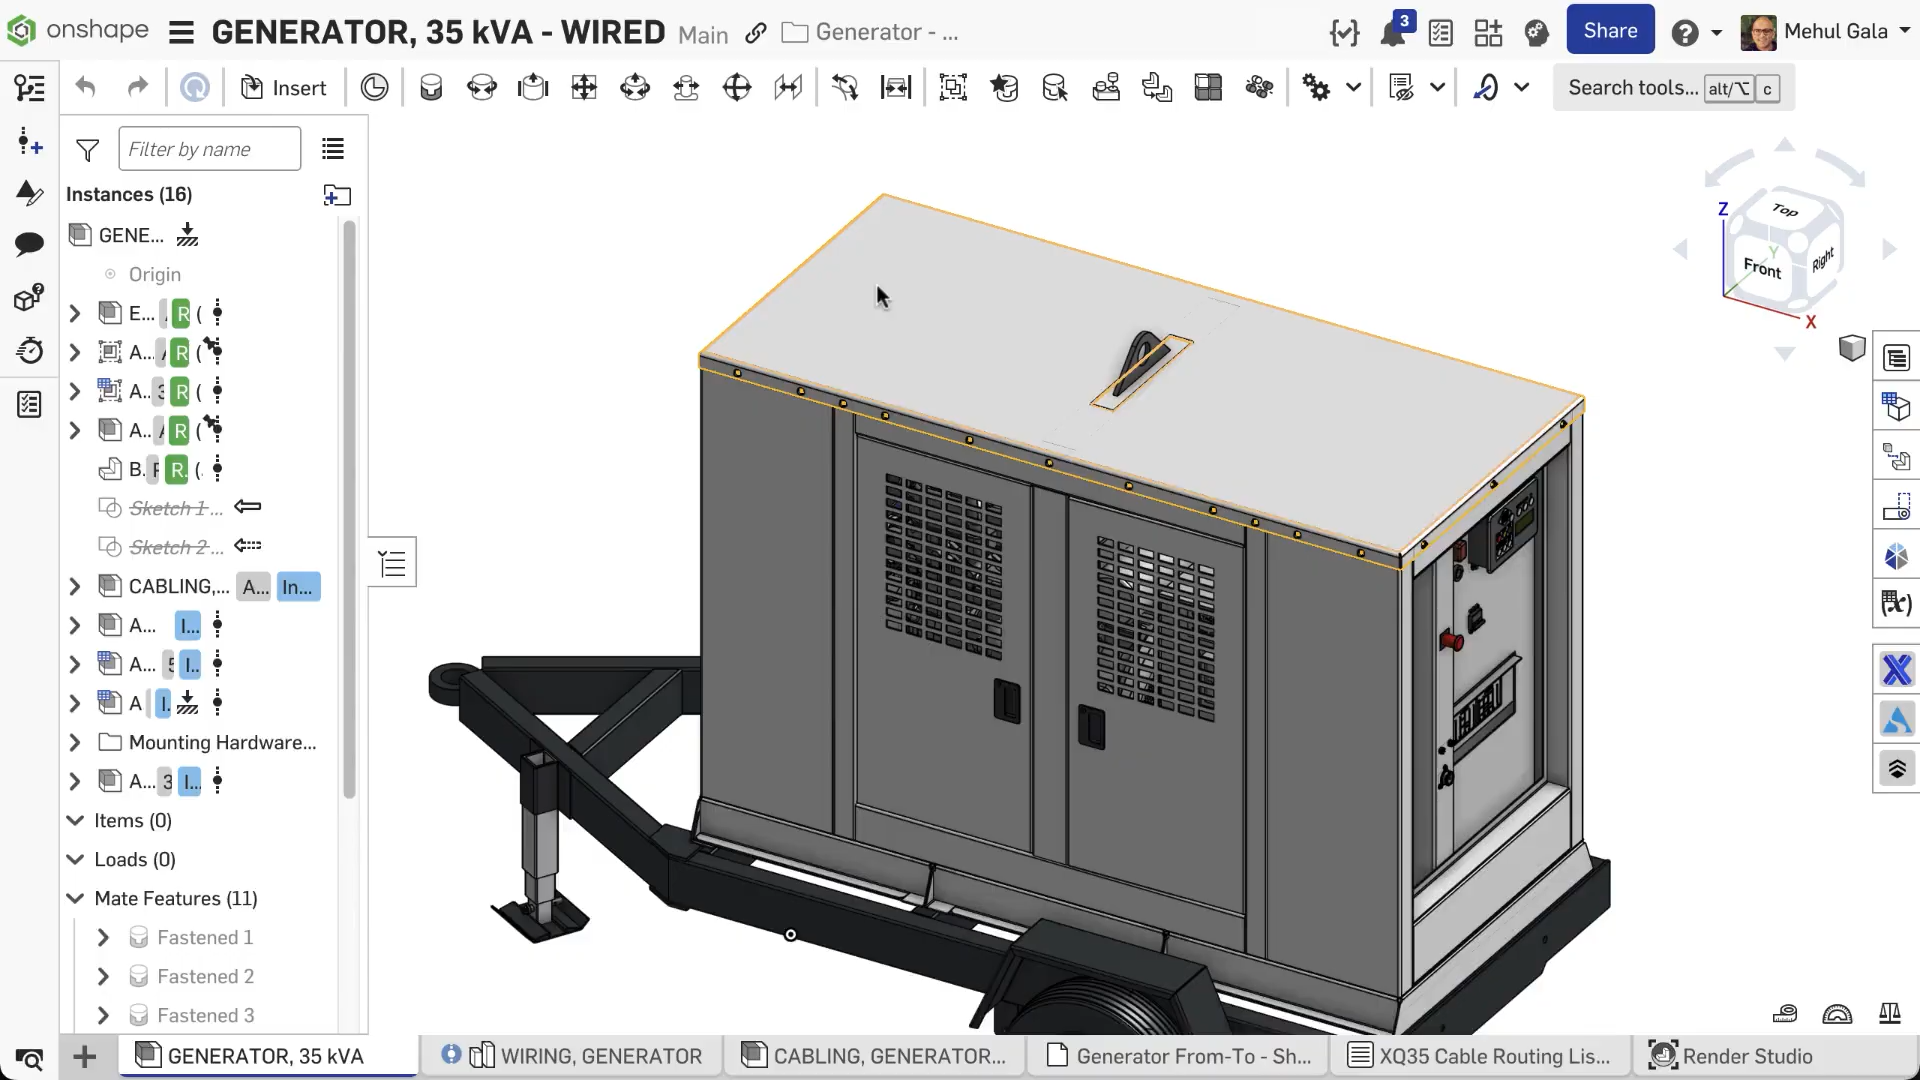 onshape
GENERATOR, 35 kVA - WIRED
Main
Generator - ...
3
Share
Mehul Gala
Insert
Search tools...
alt/⌥
c
Filter by name
Instances (16)
GENE...
Origin
E...
R
(
A...
R
(
A..
3
R
(
A..
R
(
B.
R.
(.
Sketch 1 ...
Sketch 2 ...
CABLING,...
A...
In...
A...
I...
A...
5
I..
A
I.
Mounting Hardware...
A...
3
I...
Items (0)
Loads (0)
Mate Features (11)
Fastened 1
Fastened 2
Fastened 3
Top
Front
Right
Z
Y
X
GENERATOR, 35 kVA
WIRING, GENERATOR
CABLING, GENERATOR...
Generator From-To - Sh...
XQ35 Cable Routing Lis...
Render Studio